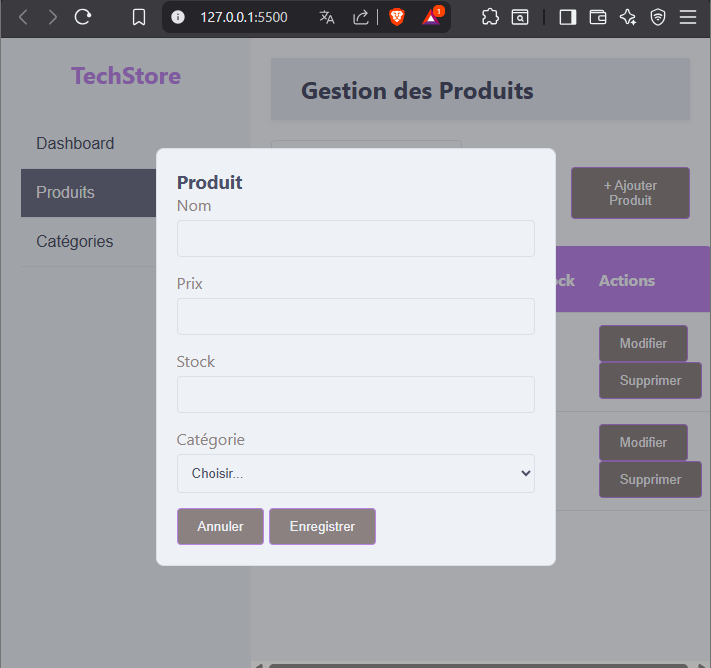 127.0.0.1:5500
1
TechStore
Gestion des Produits
Dashboard
Produits
Catégories
+ Ajouter
Produit
Actions
Modifier
Supprimer
Modifier
Supprimer
Produit
Nom
Prix
Stock
Catégorie
Choisir...
Annuler
Enregistrer